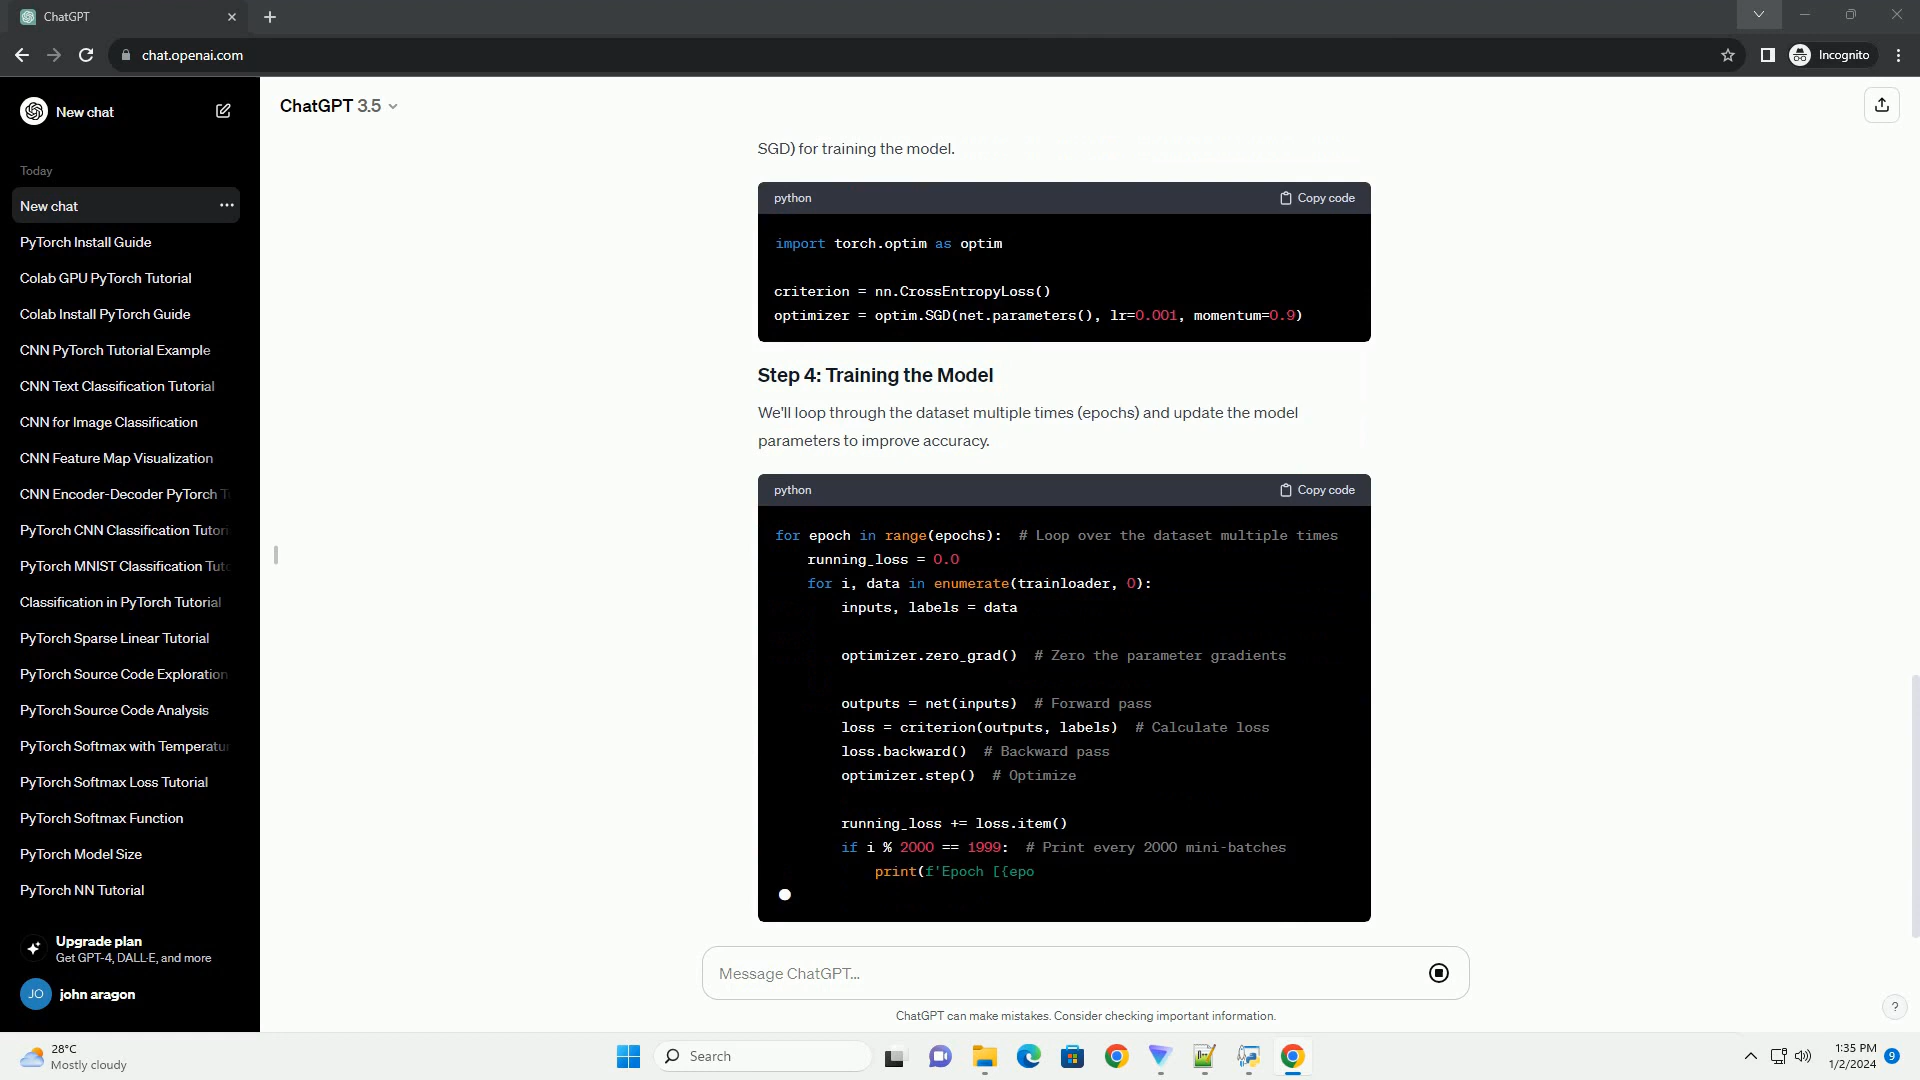 ChatGPT
chat.openai.com
Incognito
New chat
Today
New chat
PyTorch Install Guide
Colab GPU PyTorch Tutorial
Colab Install PyTorch Guide
CNN PyTorch Tutorial Example
CNN Text Classification Tutorial
CNN for Image Classification
CNN Feature Map Visualization
CNN Encoder-Decoder PyTorch T
PyTorch CNN Classification Tutori
PyTorch MNIST Classification Tuto
Classification in PyTorch Tutorial
PyTorch Sparse Linear Tutorial
PyTorch Source Code Exploration
PyTorch Source Code Analysis
PyTorch Softmax with Temperatur
PyTorch Softmax Loss Tutorial
PyTorch Softmax Function
PyTorch Model Size
PyTorch NN Tutorial
Upgrade plan
Get GPT-4, DALL·E, and more
JO john aragon
ChatGPT 3.5
SGD) for training the model.
python Copy code
import torch.optim as optim
criterion = nn.CrossEntropyLoss()
optimizer = optim.SGD(net.parameters(), lr=0.001, momentum=0.9)
Step 4: Training the Model
We'll loop through the dataset multiple times (epochs) and update the model
parameters to improve accuracy.
python Copy code
for epoch in range(epochs):  # Loop over the dataset multiple times
    running_loss = 0.0
    for i, data in enumerate(trainloader, 0):
        inputs, labels = data
        optimizer.zero_grad()  # Zero the parameter gradients
        outputs = net(inputs)  # Forward pass
        loss = criterion(outputs, labels)  # Calculate loss
        loss.backward()  # Backward pass
        optimizer.step()  # Optimize
        running_loss += loss.item()
        if i % 2000 == 1999:  # Print every 2000 mini-batches
            print(f'Epoch [{epo
Message ChatGPT...
ChatGPT can make mistakes. Consider checking important information.
?
28°C
Mostly cloudy
Search
1:35 PM
1/2/2024
9